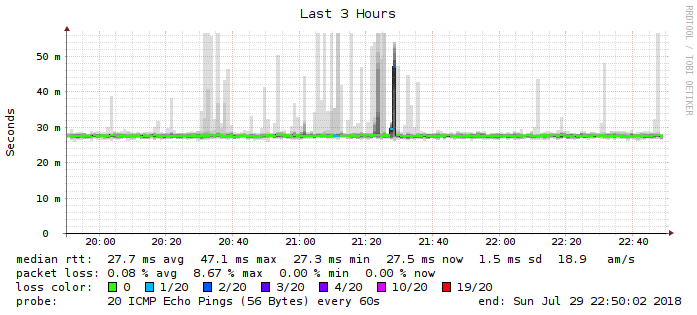 Last 3 Hours
RRDTOOL / TOBI OETIKER
Seconds
50 m
40 m
30 m
20 m
10 m
0
20:00 20:20 20:40 21:00 21:20 21:40 22:00 22:20 22:40
median rtt: 27.7 ms avg 47.1 ms max 27.3 ms min 27.5 ms now 1.5 ms sd 18.9 am/s
packet loss: 0.08 % avg 8.67 % max 0.00 % min 0.00 % now
loss color: 0 1/20 2/20 3/20 4/20 10/20 19/20
probe: 20 ICMP Echo Pings (56 Bytes) every 60s end: Sun Jul 29 22:50:02 2018